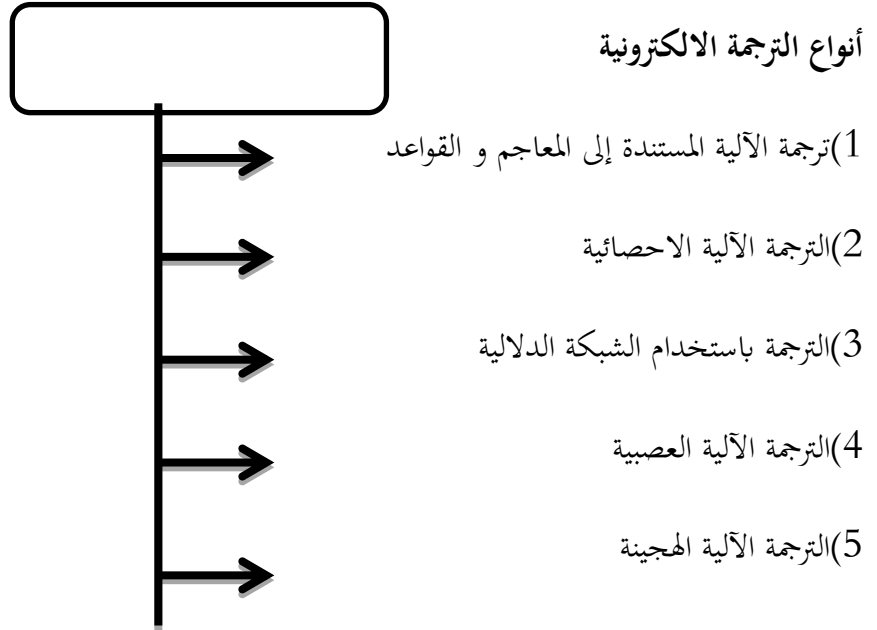 أنواع الترجمة الالكترونية
1)ترجمة الآلية المستندة إلى المعاجم و القواعد
2)الترجمة الآلية الاحصائية
3)الترجمة باستخدام الشبكة الدلالية
4)الترجمة الآلية العصبية
5)الترجمة الآلية الهجينة